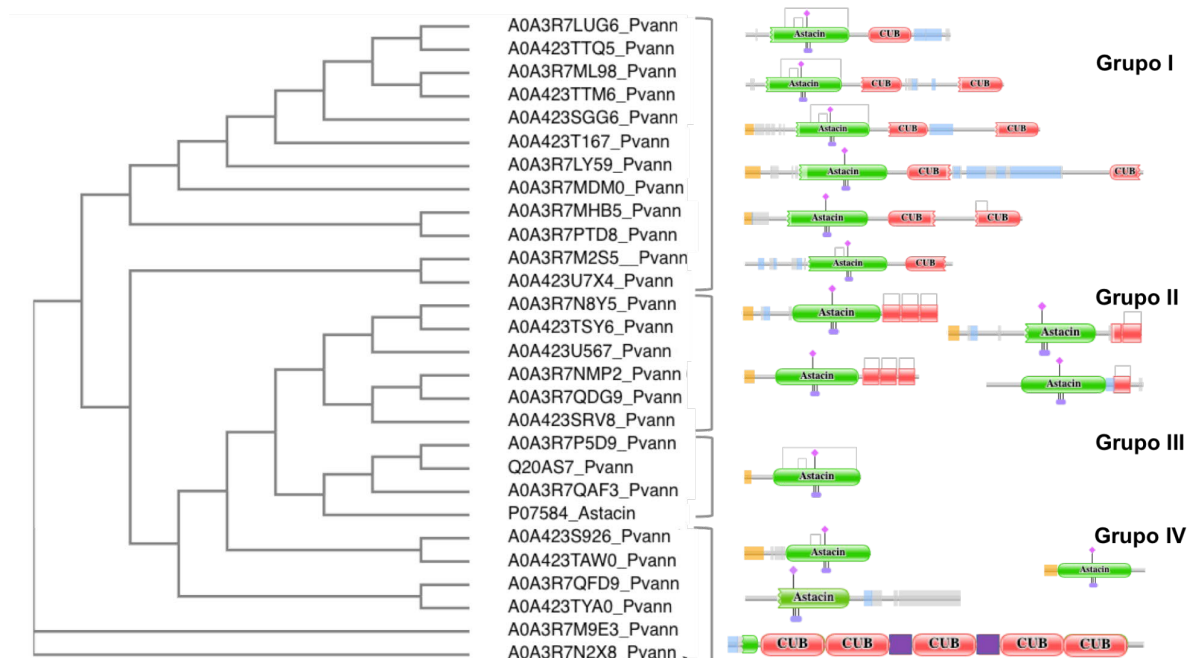 A0A3R7LUG6_Pvann
A0A423TTQ5_Pvann
A0A3R7ML98_Pvann
A0A423TTM6_Pvann
A0A423SGG6_Pvann
A0A423T167_Pvann
A0A3R7LY59_Pvann
A0A3R7MDM0_Pvann
A0A3R7MHB5_Pvann
A0A3R7PTD8_Pvann
A0A3R7M2S5__Pvann
A0A423U7X4_Pvann
A0A3R7N8Y5_Pvann
A0A423TSY6_Pvann
A0A423U567_Pvann
A0A3R7NMP2_Pvann
A0A3R7QDG9_Pvann
A0A423SRV8_Pvann
A0A3R7P5D9_Pvann
Q20AS7_Pvann
A0A3R7QAF3_Pvann
P07584_Astacin
A0A423S926_Pvann
A0A423TAW0_Pvann
A0A3R7QFD9_Pvann
A0A423TYA0_Pvann
A0A3R7M9E3_Pvann
A0A3R7N2X8_Pvann
Astacin CUB
Grupo I
Astacin CUB CUB
Astacin CUB CUB
Astacin CUB CUB
Astacin CUB CUB
Astacin CUB
Grupo II
Astacin
Astacin
Astacin
Astacin
Grupo III
Astacin
Grupo IV
Astacin
Astacin
Astacin
CUB CUB CUB CUB CUB